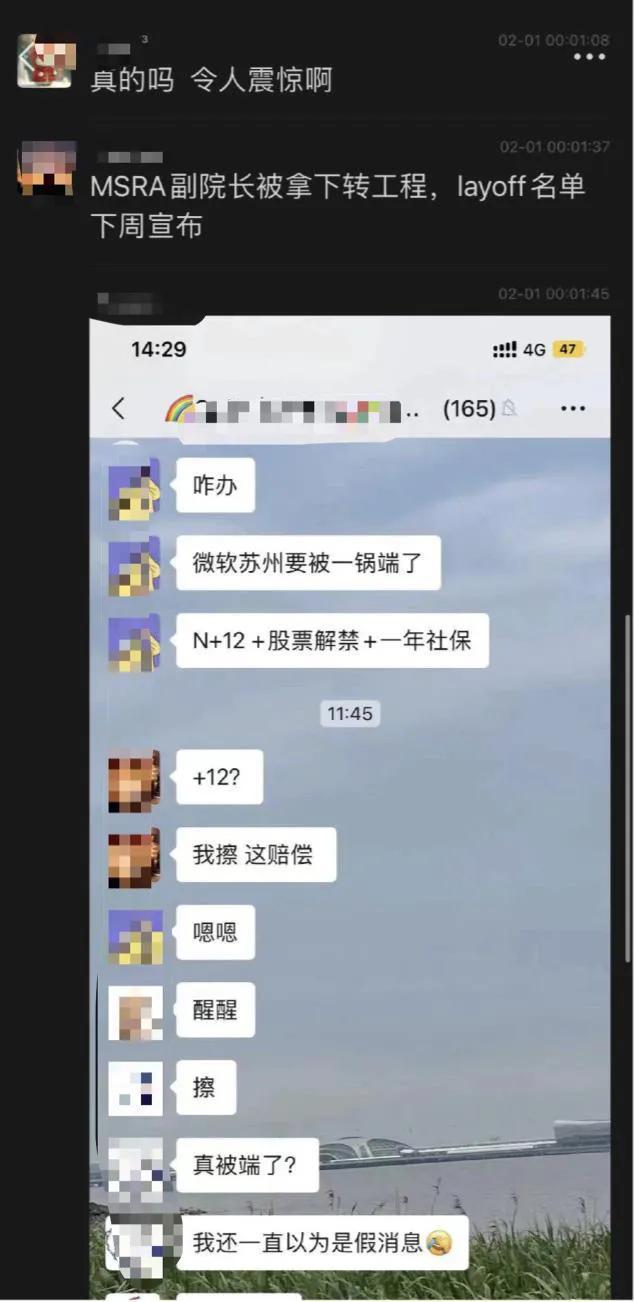 3
02-01 00:01:08
真的吗 令人震惊啊
02-01 00:01:37
MSRA副院长被拿下转工程，layoff名单
下周宣布
02-01 00:01:45
14:29
4G
47
(165)
咋办
微软苏州要被一锅端了
N+12＋股票解禁＋一年社保
11:45
+12?
我擦 这赔偿
嗯嗯
醒醒
擦
真被端了?
我还一直以为是假消息